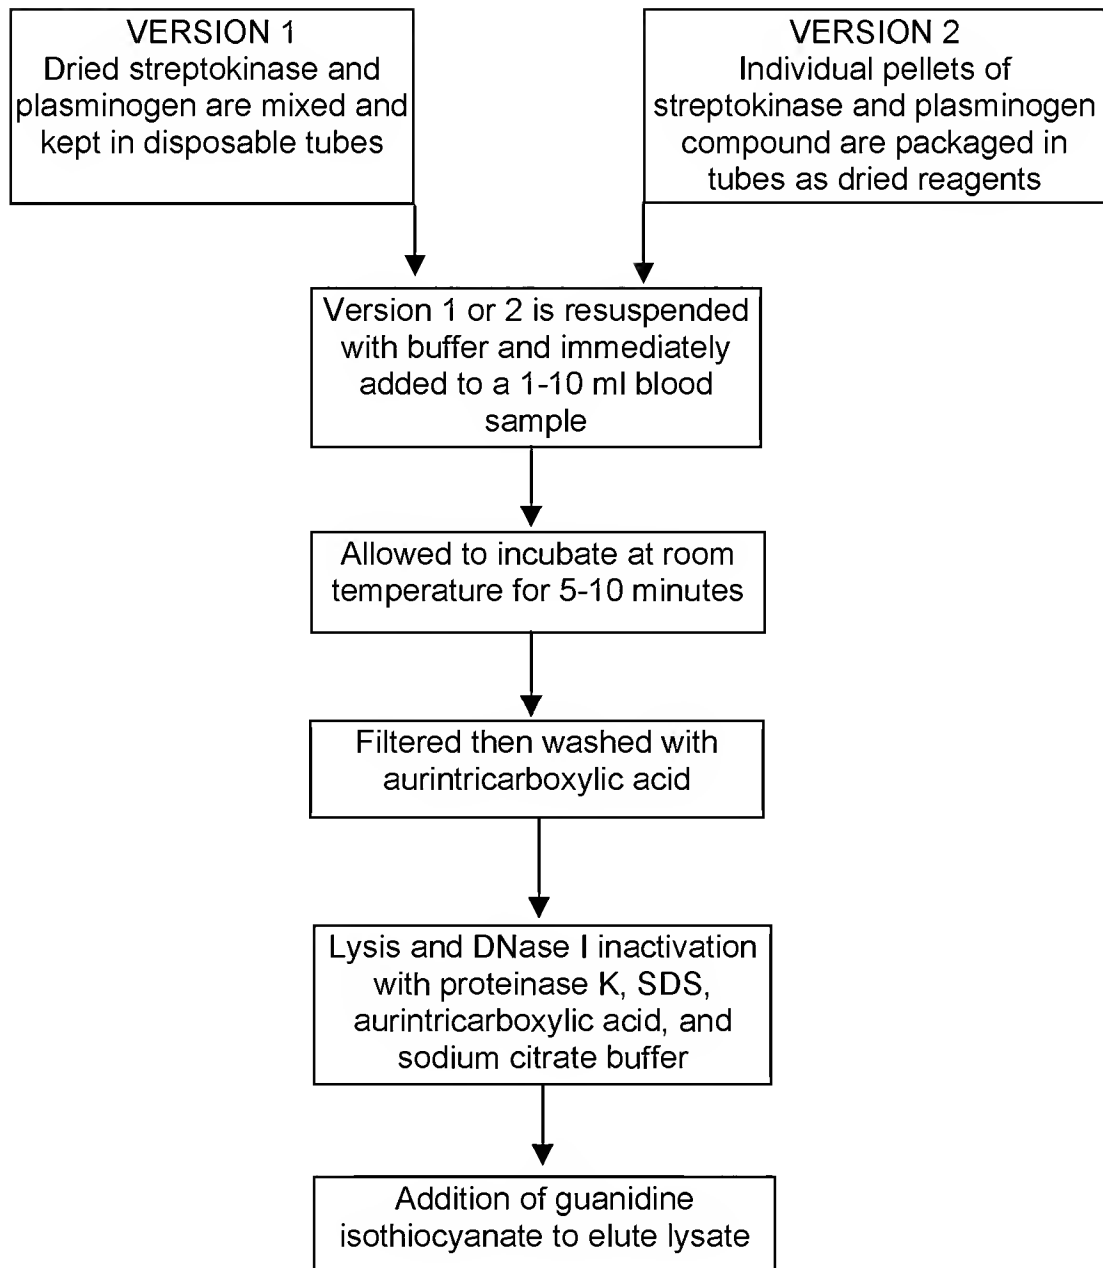 VERSION 1
Dried streptokinase and
plasminogen are mixed and
kept in disposable tubes
VERSION 2
Individual pellets of
streptokinase and plasminogen
compound are packaged in
tubes as dried reagents
Version 1 or 2 is resuspended
with buffer and immediately
added to a 1-10 ml blood
sample
Allowed to incubate at room
temperature for 5-10 minutes
Filtered then washed with
aurintricarboxylic acid
Lysis and DNase I inactivation
with proteinase K, SDS,
aurintricarboxylic acid, and
sodium citrate buffer
Addition of guanidine
isothiocyanate to elute lysate